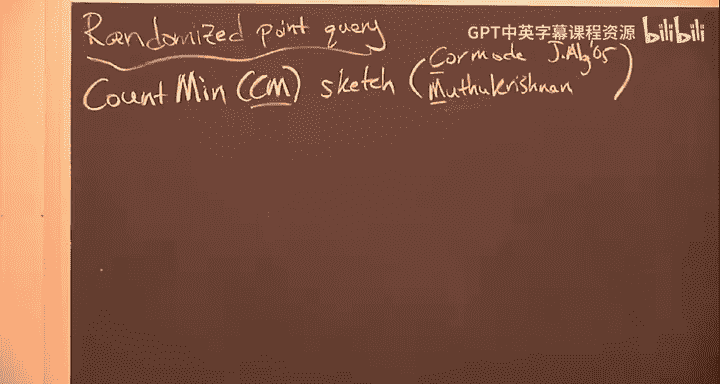 Randomized point query
GPT中英字幕课程资源 bilibili
Count Min (CM) sketch (Cormode J.Alg'05
Muthukrishnan)